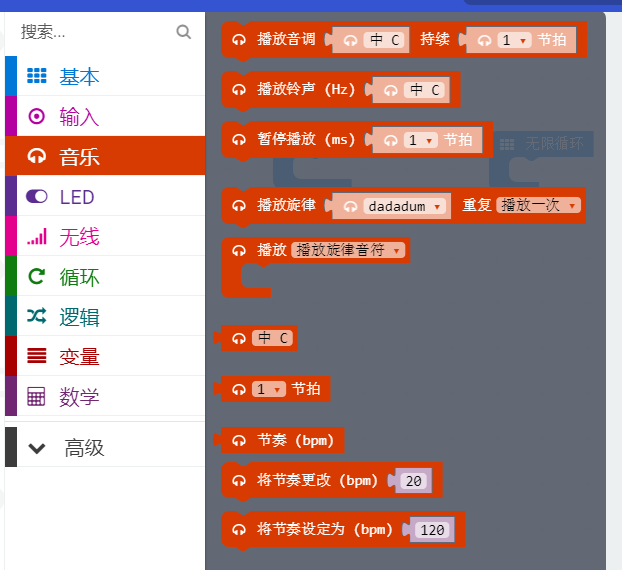 搜索...
基本
输入
音乐
LED
无线
循环
逻辑
变量
数学
高级
播放音调 中 C 持续 1 节拍
播放铃声 (Hz) 中 C
暂停播放 (ms) 1 节拍
无限循环
播放旋律 dadadum 重复 播放一次
播放 播放旋律音符
中 C
1 节拍
节奏 (bpm)
将节奏更改 (bpm) 20
将节奏设定为 (bpm) 120